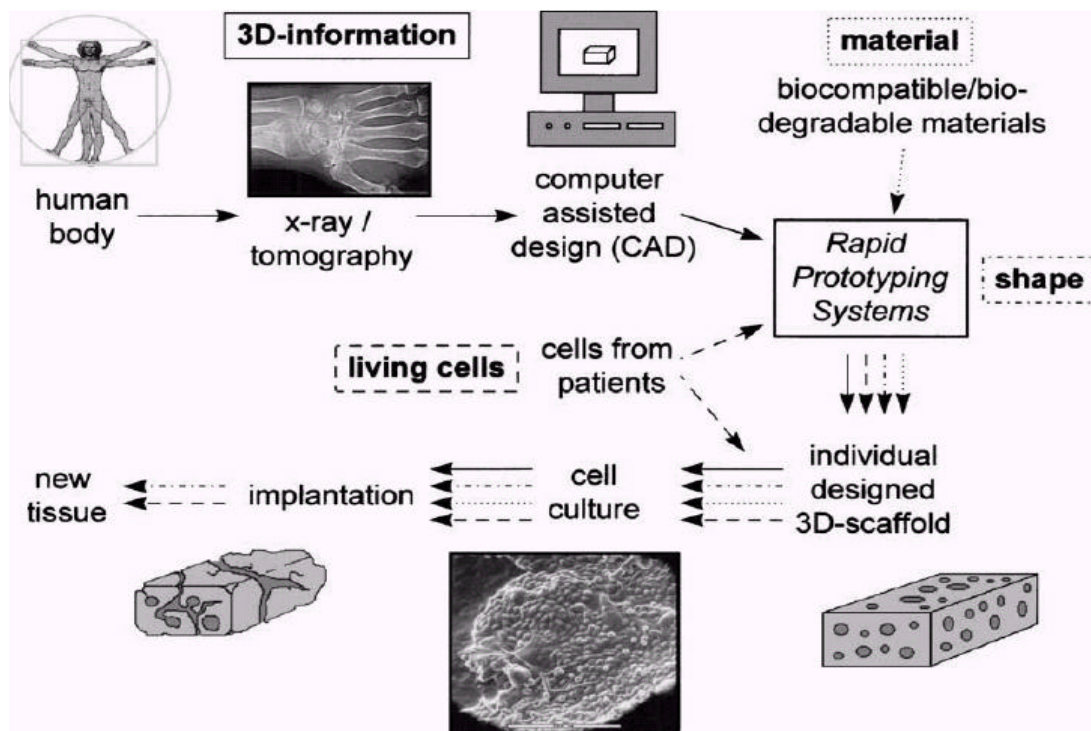 3D-information
material
biocompatible/bio-
degradable materials
human
body
x-ray /
tomography
computer
assisted
design (CAD)
Rapid
Prototyping
Systems
shape
living cells
cells from
patients
individual
designed
3D-scaffold
cell
culture
implantation
new
tissue